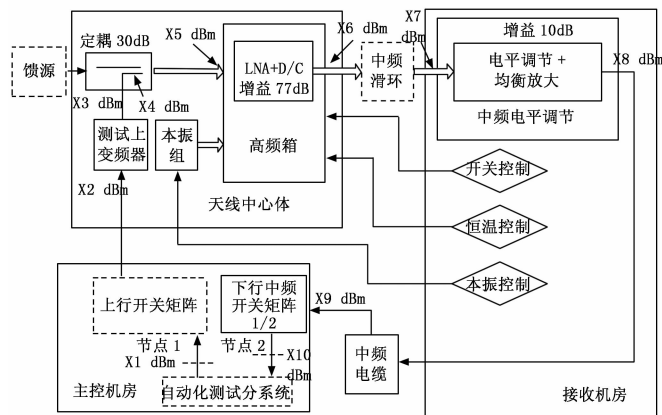 馈源
定耦 30dB
X5 dBm
X6 dBm
X7
dBm
X3 dBm
X4 dBm
LNA+D/C
增益 77dB
高频箱
中频
滑环
增益 10dB
电平调节 +
均衡放大
中频电平调节
X8 dBm
测试上
变频器
本振
组
X2 dBm
天线中心体
开关控制
恒温控制
本振控制
上行开关矩阵
下行中频
开关矩阵
1/2
X9 dBm
节点 1
节点 2
X1 dBm
X10
dBm
自动化测试分系统
主控机房
中频
电缆
接收机房